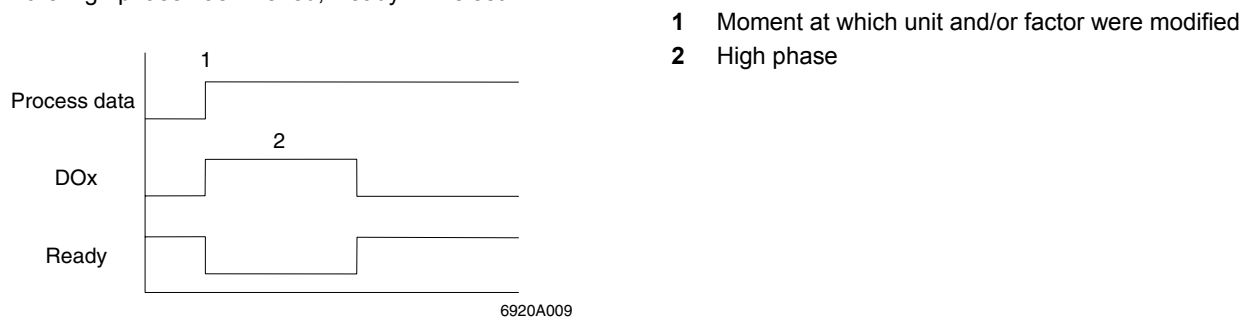 1 Moment at which unit and/or factor were modified
2 High phase
1
Process data
2
DOx
Ready
6920A009